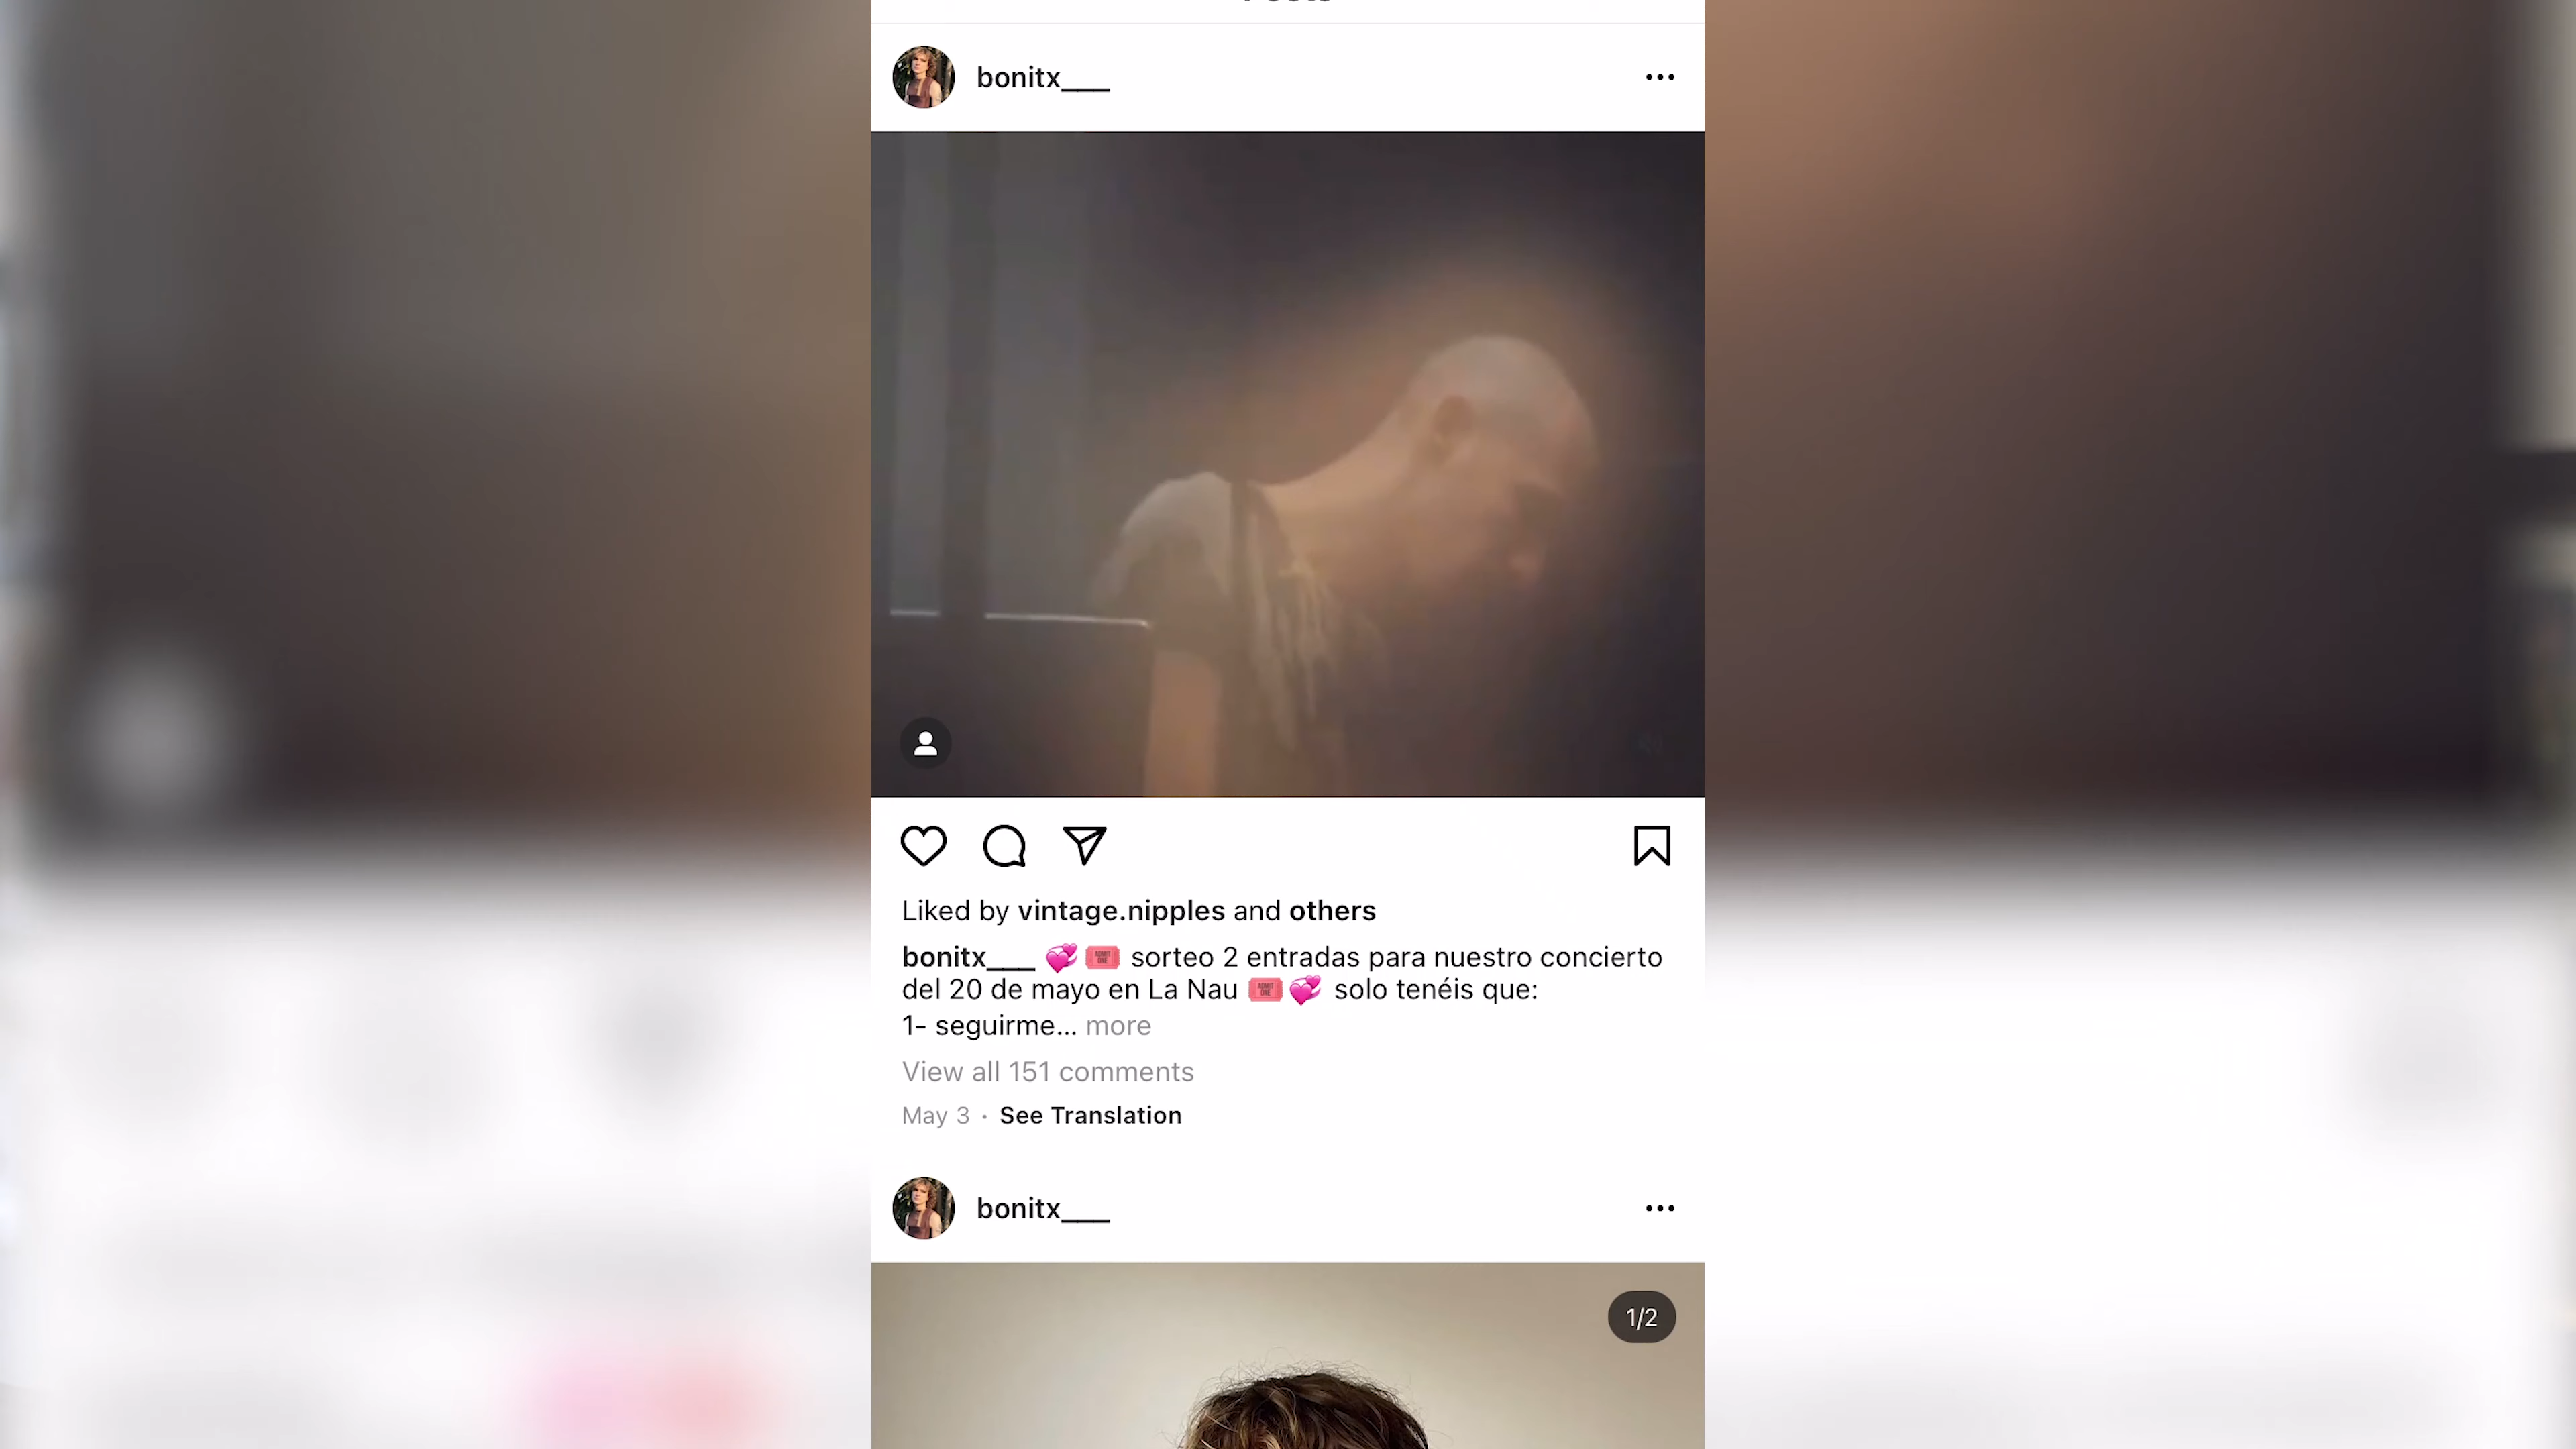 bonitx___
Liked by vintage.nipples and others
bonitx___ 💞🎟️ sorteo 2 entradas para nuestro concierto
del 20 de mayo en La Nau 🎟️💞 solo tenéis que:
1- seguirme... more
View all 151 comments
May 3 · See Translation
bonitx___
1/2